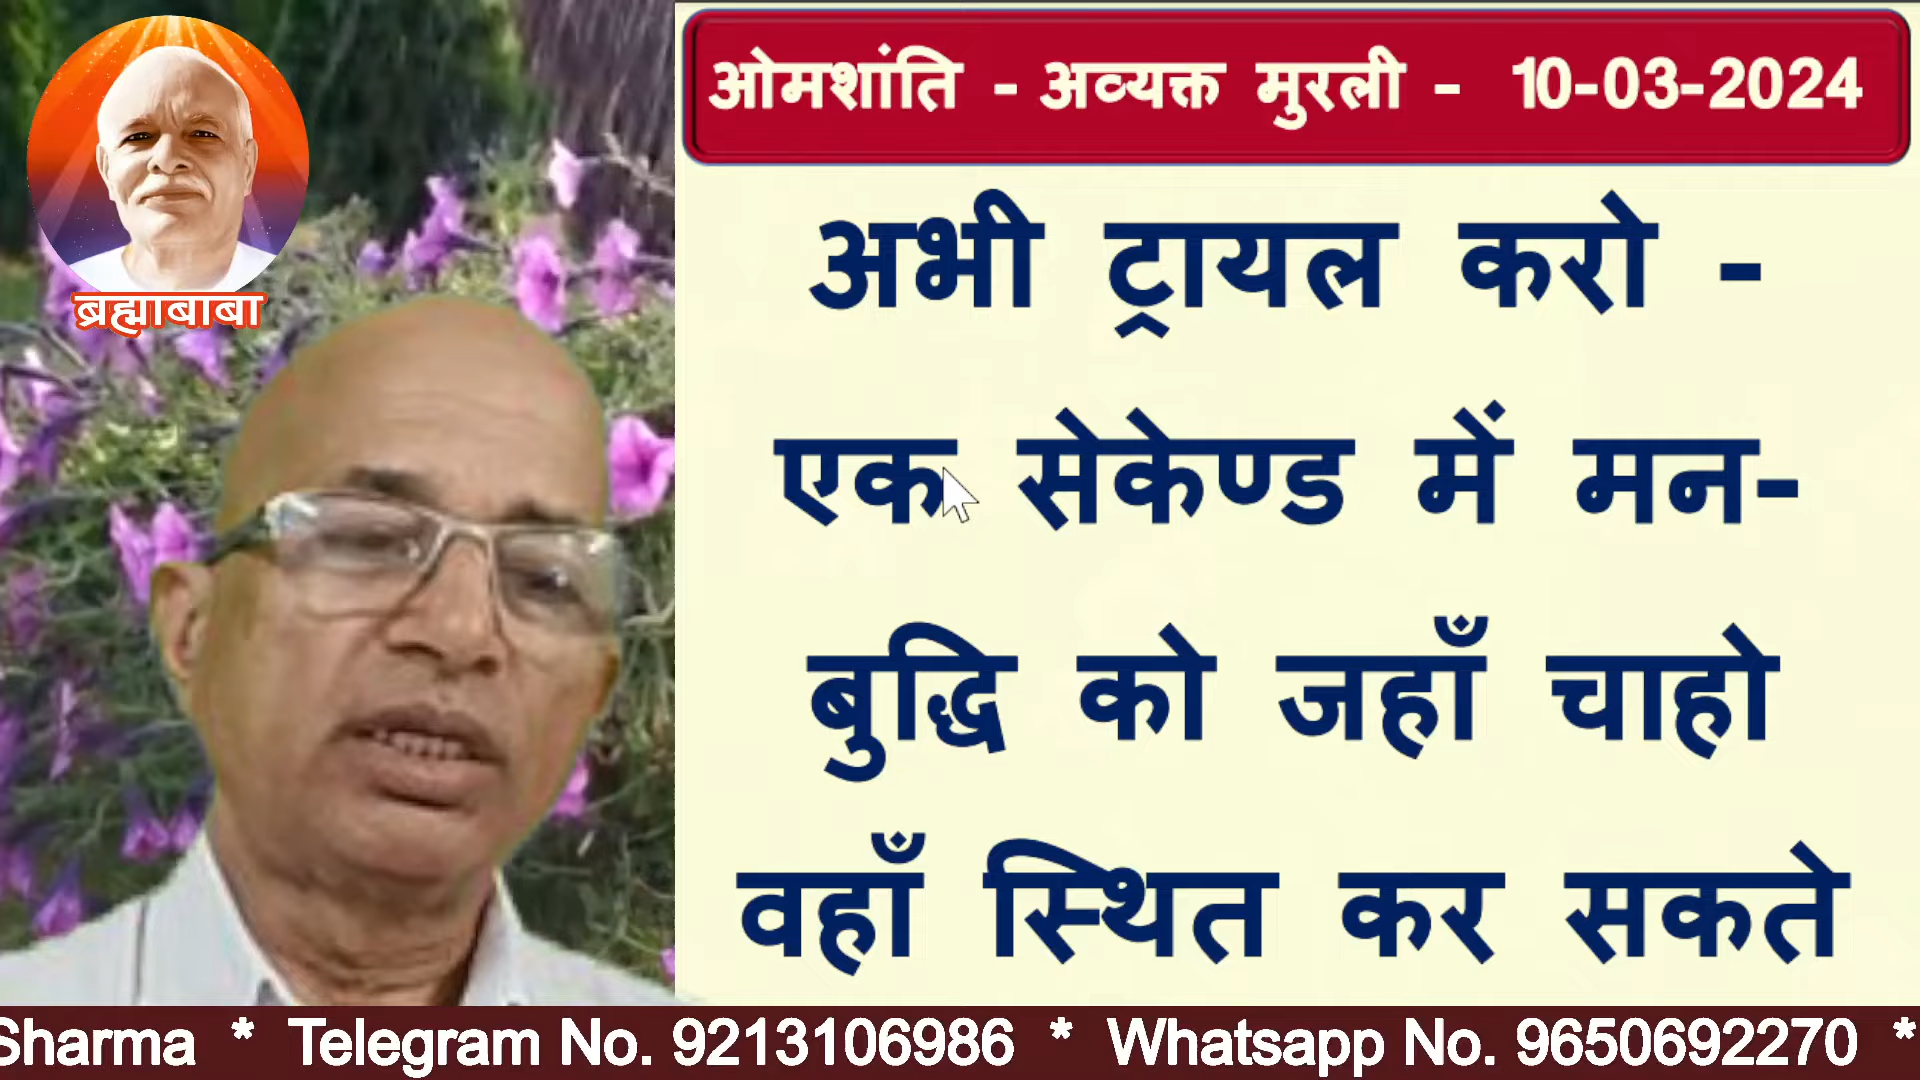 ब्रह्माबाबा
ओमशांति - अव्यक्त मुरली - 10-03-2024
अभी ट्रायल करो -
एक सेकेण्ड में मन-
बुद्धि को जहाँ चाहो
वहाँ स्थित कर सकते
Sharma * Telegram No. 9213106986 * Whatsapp No. 9650692270 *